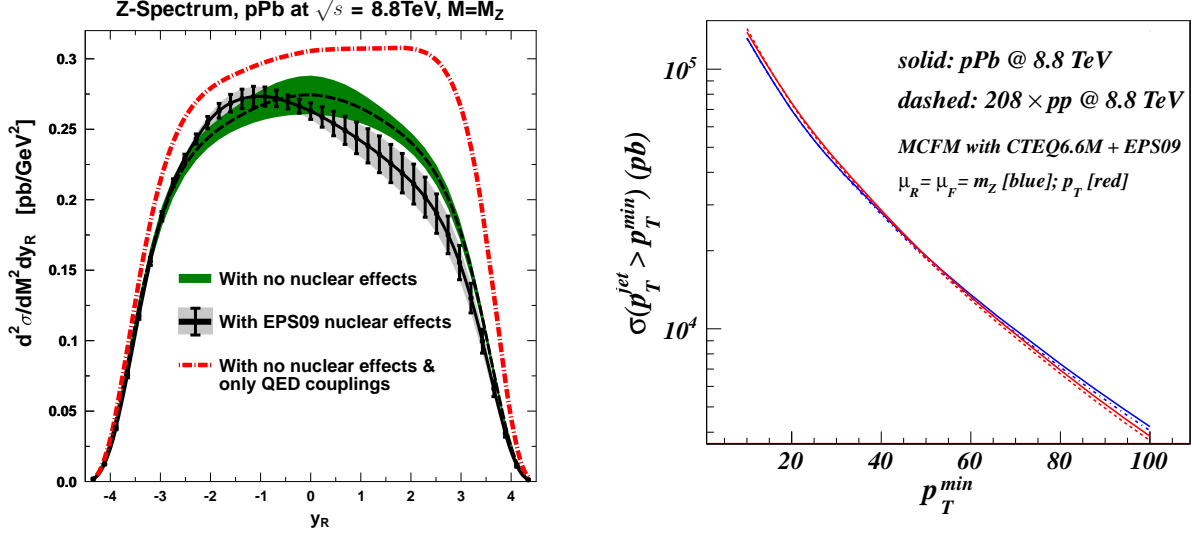 Z-Spectrum, pPb at √s = 8.8TeV, M=M_Z
d²σ/dM²dy_R [pb/GeV²]
0.3
0.25
0.2
0.15
0.1
0.05
0.0
With no nuclear effects
With EPS09 nuclear effects
With no nuclear effects &
only QED couplings
-4 -3 -2 -1 0 1 2 3 4
y_R
σ(p_T^jet > p_T^min) (pb)
10⁵
10⁴
solid: pPb @ 8.8 TeV
dashed: 208 × pp @ 8.8 TeV
MCFM with CTEQ6.6M + EPS09
μ_R = μ_F = m_Z [blue]; p_T [red]
20 40 60 80 100
p_T^min